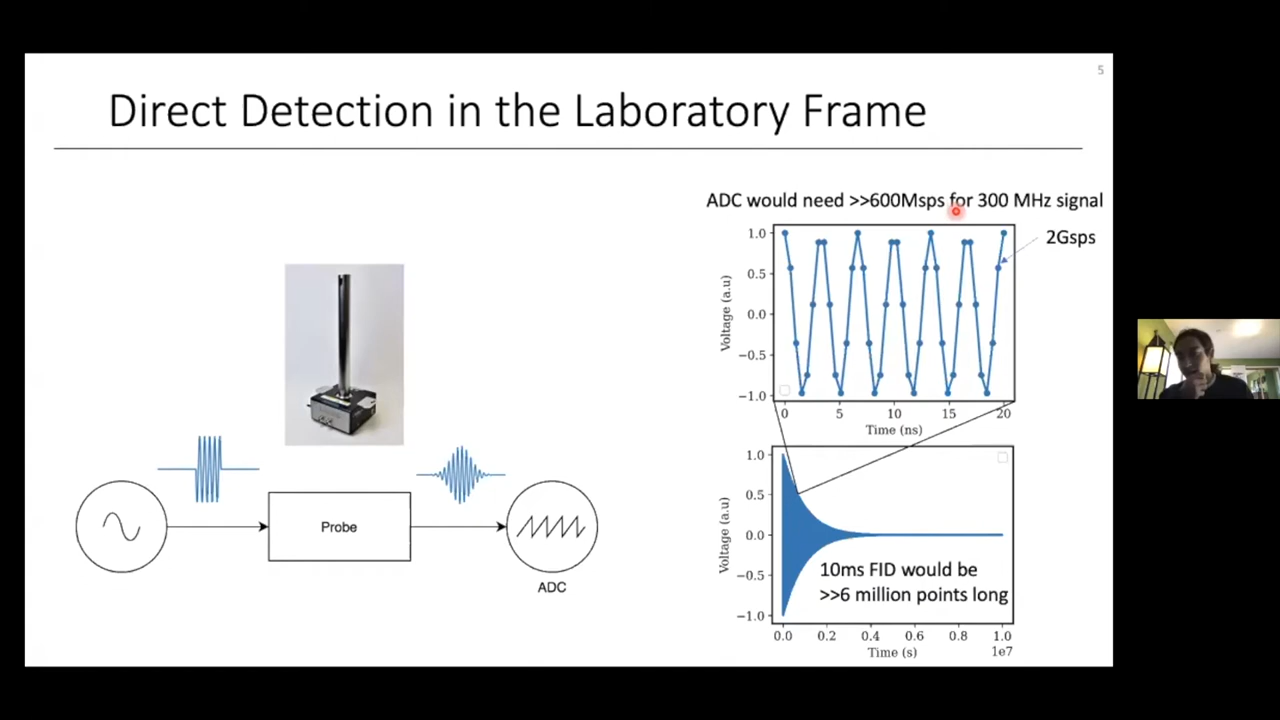 5
Direct Detection in the Laboratory Frame
ADC would need >>600Msps for 300 MHz signal
2Gsps
1.0
0.5
0.0
−0.5
−1.0
Voltage (a.u)
0 5 10 15 20
Time (ns)
Probe
ADC
1.0
0.5
0.0
−0.5
−1.0
Voltage (a.u)
10ms FID would be
>>6 million points long
0.0 0.2 0.4 0.6 0.8 1.0
Time (s)
1e7